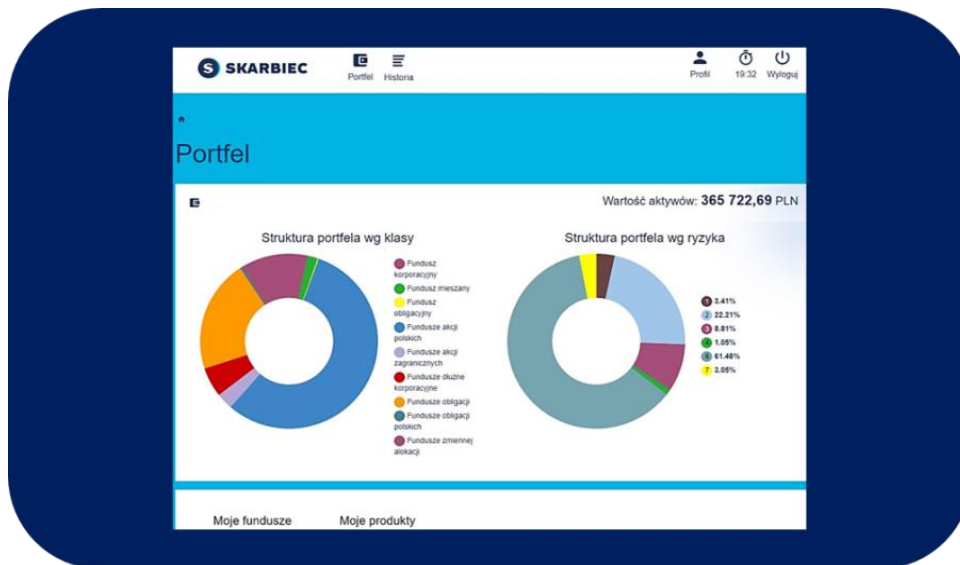 S SKARBIEC
Portfel
Historia
Profil
19:32
Wyloguj
Portfel
Wartość aktywów: 365 722,69 PLN
Struktura portfela wg klasy
Fundusz
korporacyjny
Fundusz mieszany
Fundusz
obligacyjny
Fundusze akcji
polskich
Fundusze akcji
zagranicznych
Fundusze dłużne
korporacyjne
Fundusze obligacji
Fundusze obligacji
polskich
Fundusze zmiennej
alokacji
Struktura portfela wg ryzyka
1 3.41%
2 22.21%
3 8.81%
4 1.05%
6 61.48%
7 3.05%
Moje fundusze
Moje produkty